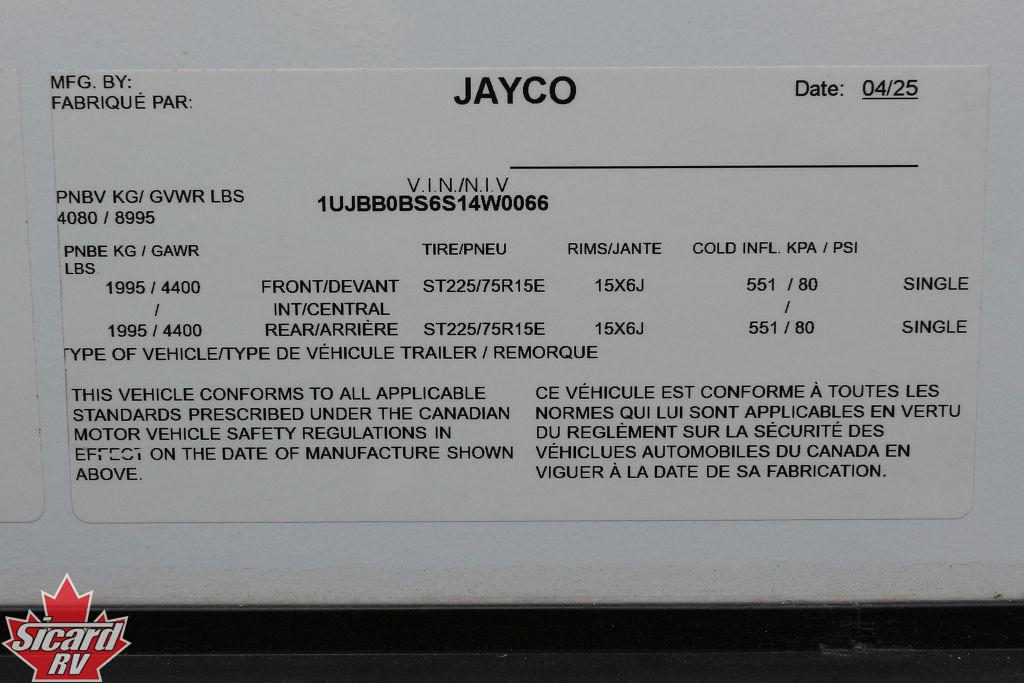 MFG. BY:
FABRIQUÉ PAR:
JAYCO
Date: 04/25
V.I.N./N.I.V
PNBV KG/ GVWR LBS
1UJBB0BS6S14W0066
4080 / 8995
PNBE KG / GAWR TIRE/PNEU RIMS/JANTE COLD INFL. KPA / PSI
LBS
1995 / 4400 FRONT/DEVANT ST225/75R15E 15X6J 551 / 80 SINGLE
/ INT/CENTRAL /
1995 / 4400 REAR/ARRIÈRE ST225/75R15E 15X6J 551 / 80 SINGLE
TYPE OF VEHICLE/TYPE DE VÉHICULE TRAILER / REMORQUE
THIS VEHICLE CONFORMS TO ALL APPLICABLE
STANDARDS PRESCRIBED UNDER THE CANADIAN
MOTOR VEHICLE SAFETY REGULATIONS IN
EFFECT ON THE DATE OF MANUFACTURE SHOWN
ABOVE.
CE VÉHICULE EST CONFORME À TOUTES LES
NORMES QUI LUI SONT APPLICABLES EN VERTU
DU REGLÈMENT SUR LA SÉCURITÉ DES
VÉHICLUES AUTOMOBILES DU CANADA EN
VIGUER À LA DATE DE SA FABRICATION.
Sicard
RV